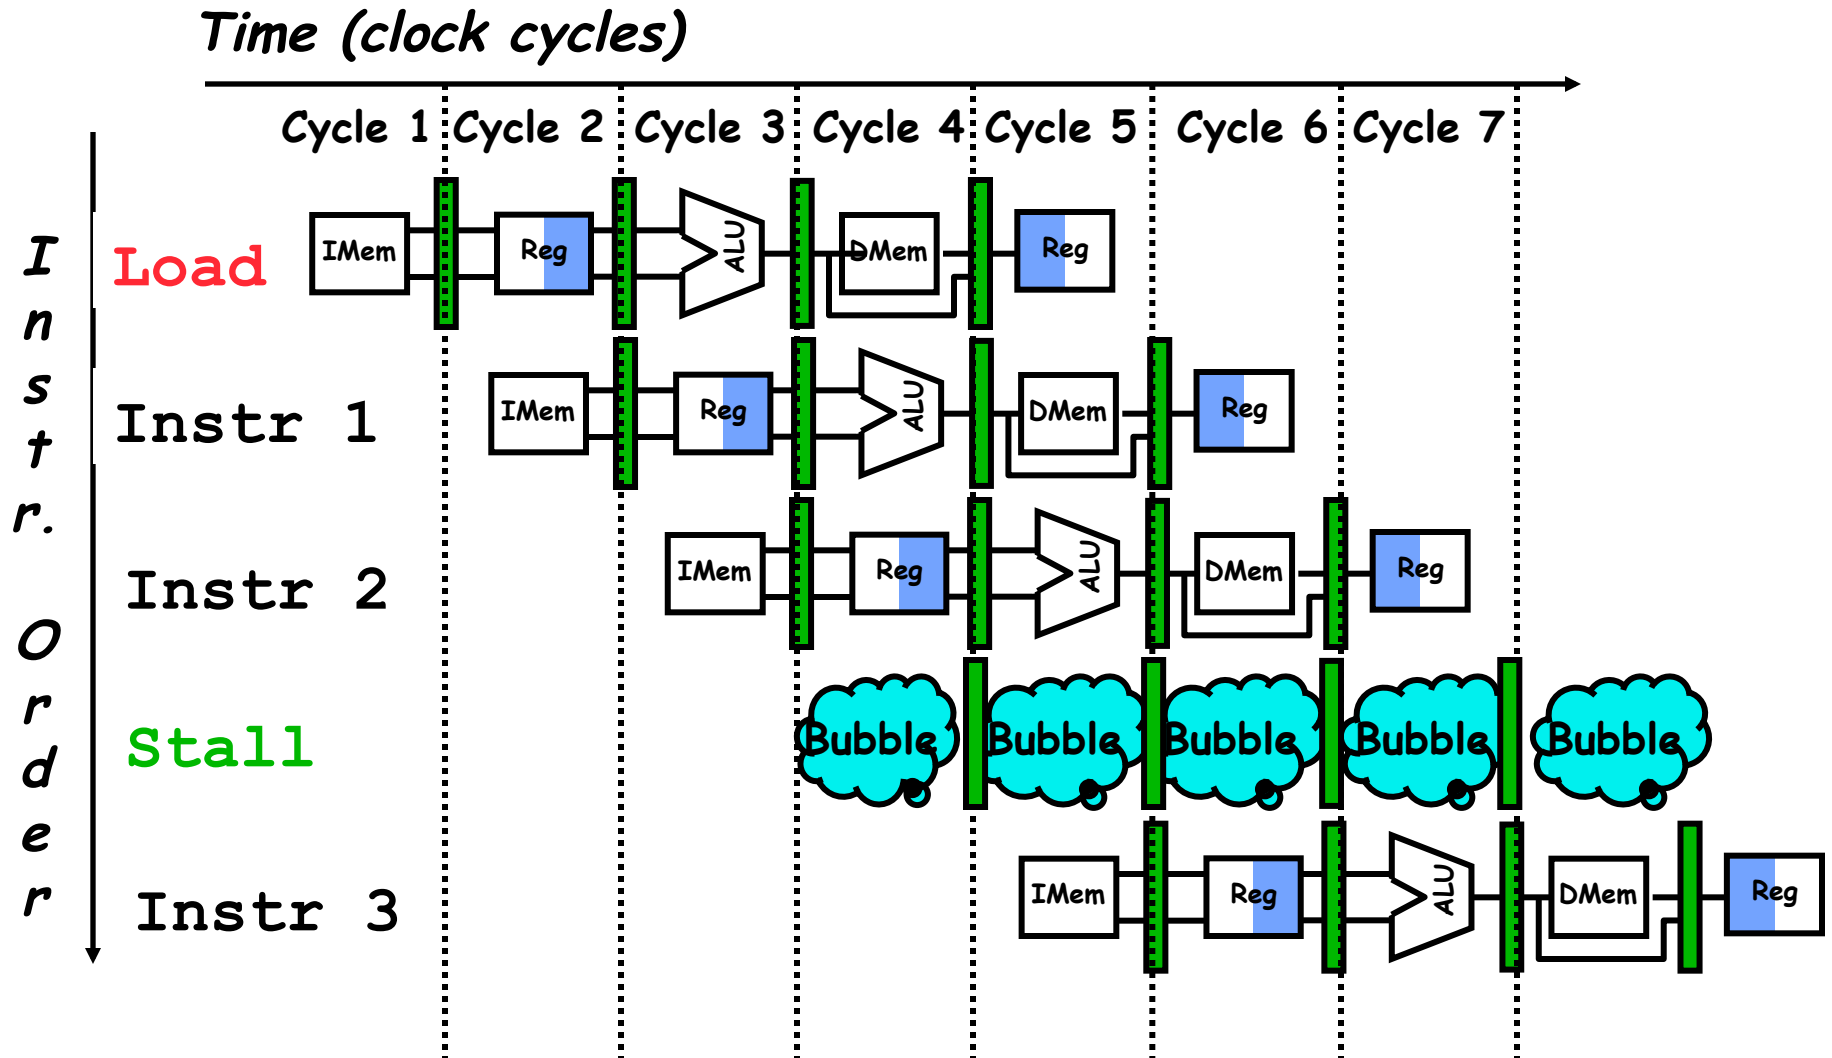 Time (clock cycles)
Cycle 1 Cycle 2 Cycle 3 Cycle 4 Cycle 5 Cycle 6 Cycle 7
Instr.
Order
Load IMem Reg ALU DMem Reg
Instr 1 IMem Reg ALU DMem Reg
Instr 2 IMem Reg ALU DMem Reg
Stall Bubble Bubble Bubble Bubble Bubble
Instr 3 IMem Reg ALU DMem Reg